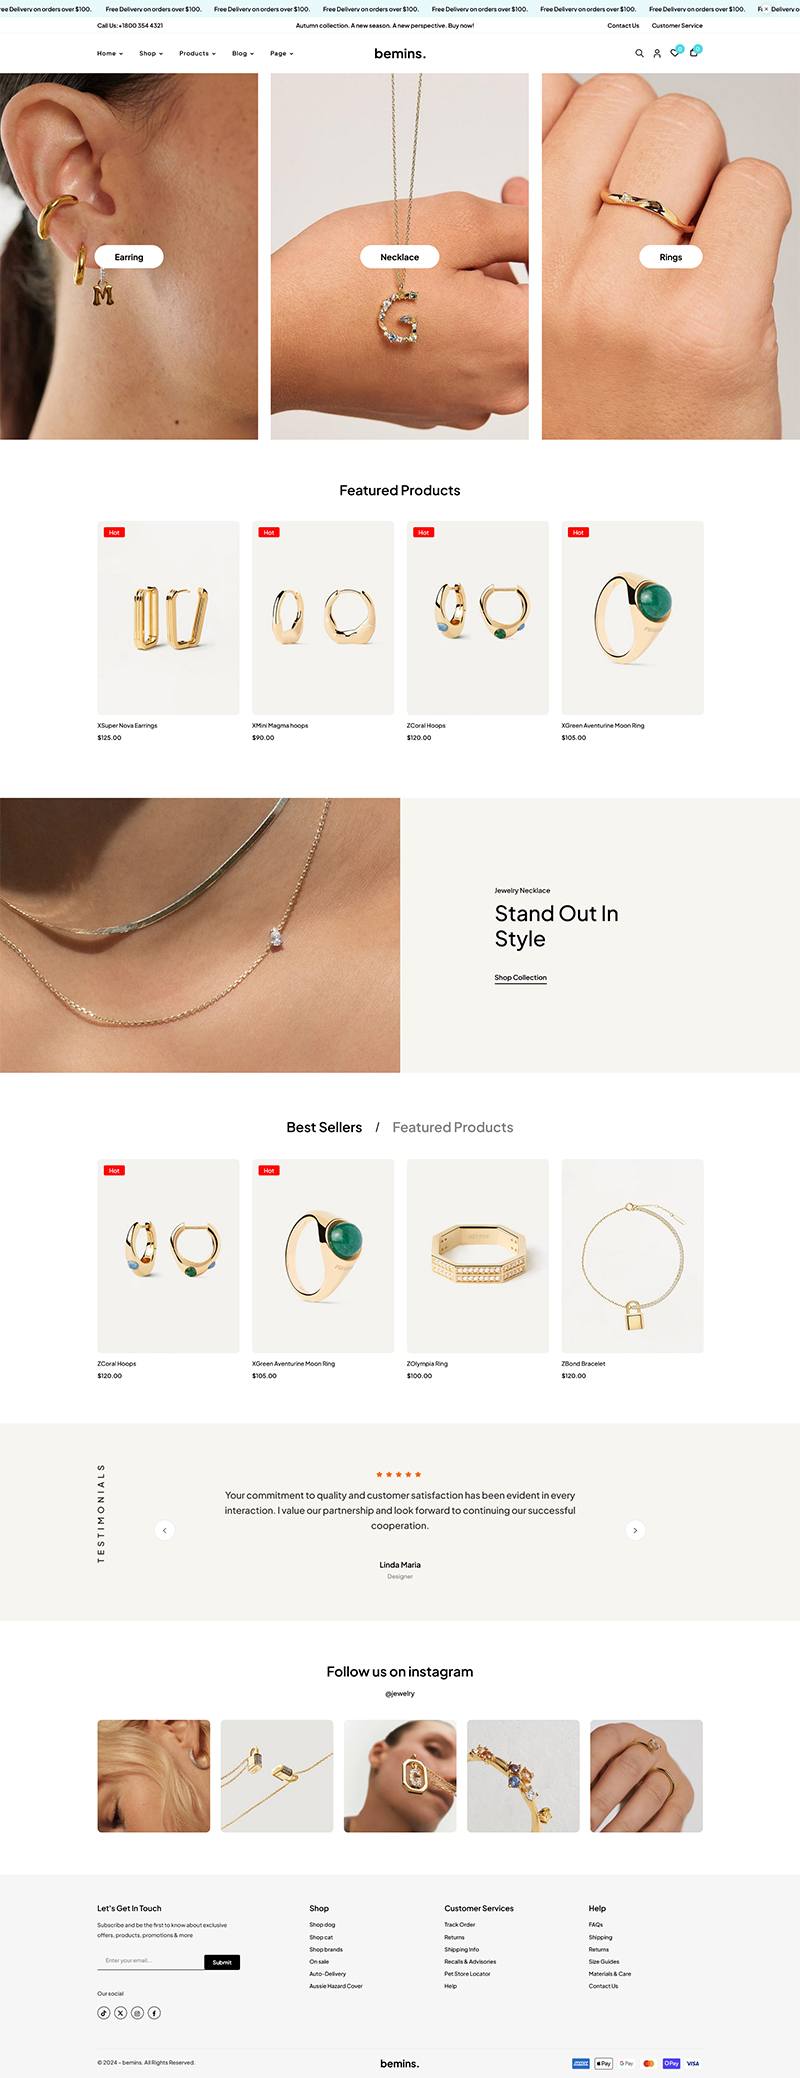 ree Delivery on orders over $100. Free Delivery on orders over $100. Free Delivery on orders over $100. Free Delivery on orders over $100. Free Delivery on orders over $100. Free Delivery on orders over $100. Free Delivery on orders over $100. Delivery o
Call Us: +1800 354 4321 Autumn collection. A new season. A new perspective. Buy now! Contact Us Customer Service
Home Shop Products Blog Page bemins. 0 0
Earring Necklace Rings
M G
Featured Products
Hot Hot Hot Hot
XSuper Nova Earrings XMini Magma hoops ZCoral Hoops XGreen Aventurine Moon Ring
$125.00 $90.00 $120.00 $105.00
Jewelry Necklace
Stand Out In
Style
Shop Collection
Best Sellers / Featured Products
Hot Hot
ZCoral Hoops XGreen Aventurine Moon Ring ZOlympia Ring ZBond Bracelet
$120.00 $105.00 $100.00 $120.00
TESTIMONIALS
Your commitment to quality and customer satisfaction has been evident in every
interaction. I value our partnership and look forward to continuing our successful
cooperation.
Linda Maria
Designer
Follow us on instagram
@jewelry
G
Let's Get In Touch Shop Customer Services Help
Subscribe and be the first to know about exclusive
offers, products, promotions & more
Enter your email....
Submit
Our social
Shop dog
Shop cat
Shop brands
On sale
Auto-Delivery
Aussie Hazard Cover
Track Order
Returns
Shipping Info
Recalls & Advisories
Pet Store Locator
Help
FAQs
Shipping
Returns
Size Guides
Materials & Care
Contact Us
© 2024 - bemins. All Rights Reserved. bemins. Pay G Pay Pay VISA